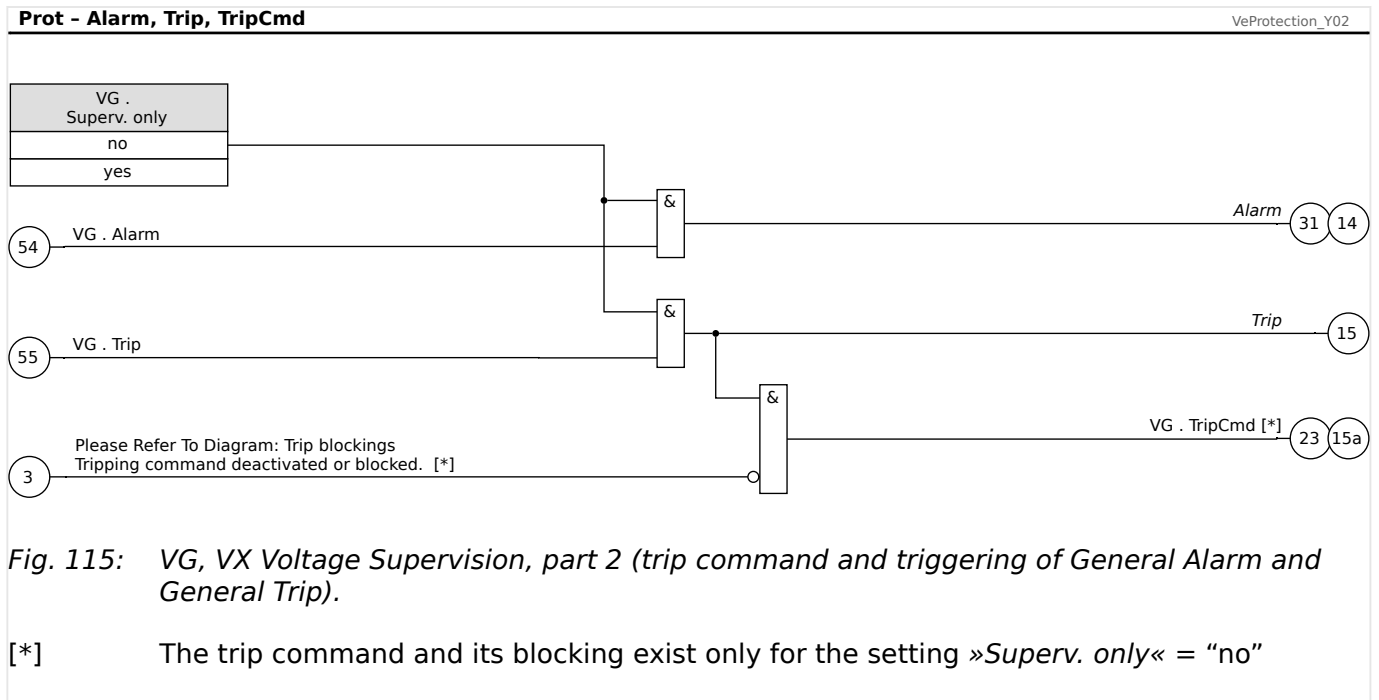 Prot – Alarm, Trip, TripCmd
VeProtection_Y02
VG .
Superv. only
no
yes
&
Alarm
31 14
54
VG . Alarm
&
Trip
15
55
VG . Trip
&
VG . TripCmd [*]
23 15a
Please Refer To Diagram: Trip blockings
Tripping command deactivated or blocked. [*]
3
Fig. 115: VG, VX Voltage Supervision, part 2 (trip command and triggering of General Alarm and
General Trip).
[*] The trip command and its blocking exist only for the setting »Superv. only« = “no”